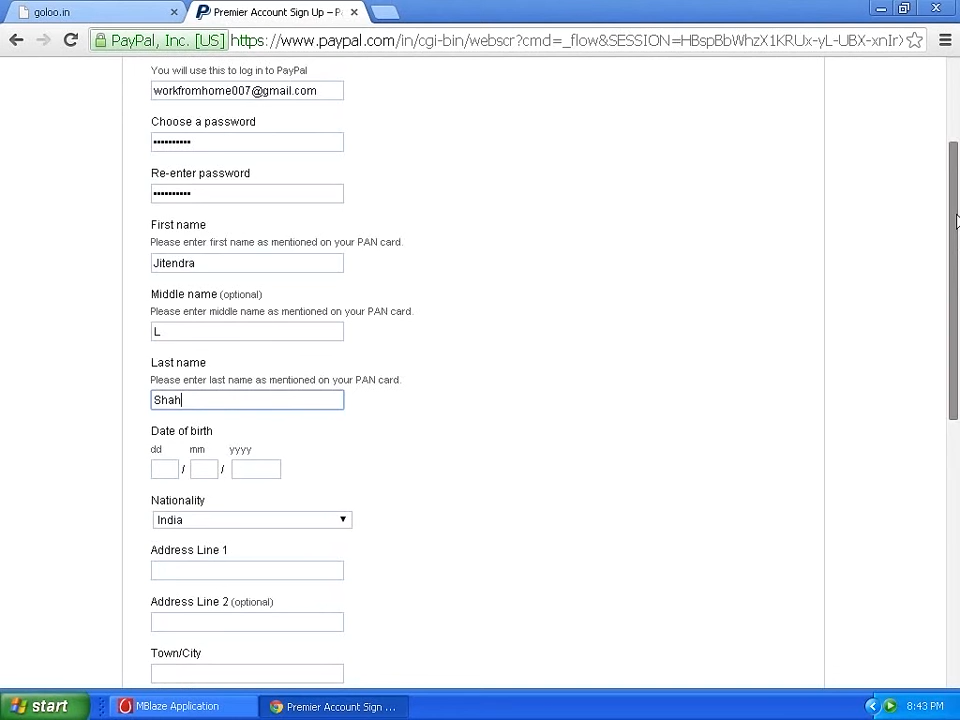 goloo.in
Premier Account Sign Up – P
PayPal, Inc. [US] https://www.paypal.com/in/cgi-bin/webscr?cmd=_flow&SESSION=HBspBbWhzX1KRUx-yL-UBX-xnIr
You will use this to log in to PayPal
workfromhome007@gmail.com
Choose a password
••••••••••
Re-enter password
••••••••••
First name
Please enter first name as mentioned on your PAN card.
Jitendra
Middle name (optional)
Please enter middle name as mentioned on your PAN card.
L
Last name
Please enter last name as mentioned on your PAN card.
Shah
Date of birth
dd mm yyyy
/ /
Nationality
India
Address Line 1
Address Line 2 (optional)
Town/City
start MBlaze Application Premier Account Sign ... 8:43 PM